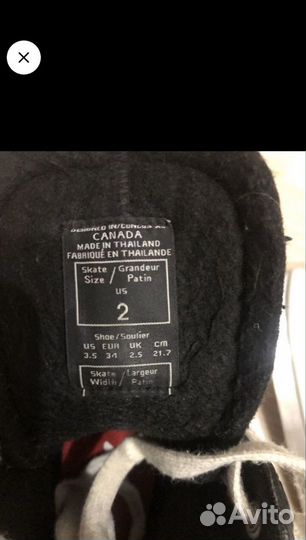 DESIGNED IN/CONÇUS AU
CANADA
MADE IN THAILAND
FABRIQUÉ EN THAÏLANDE
Skate / Grandeur
Size / Patin
US
2
Shoe/Soulier
US EUR UK CM
3.5 34 2.5 21.7
Skate / Largeur
Width / Patin
Avito